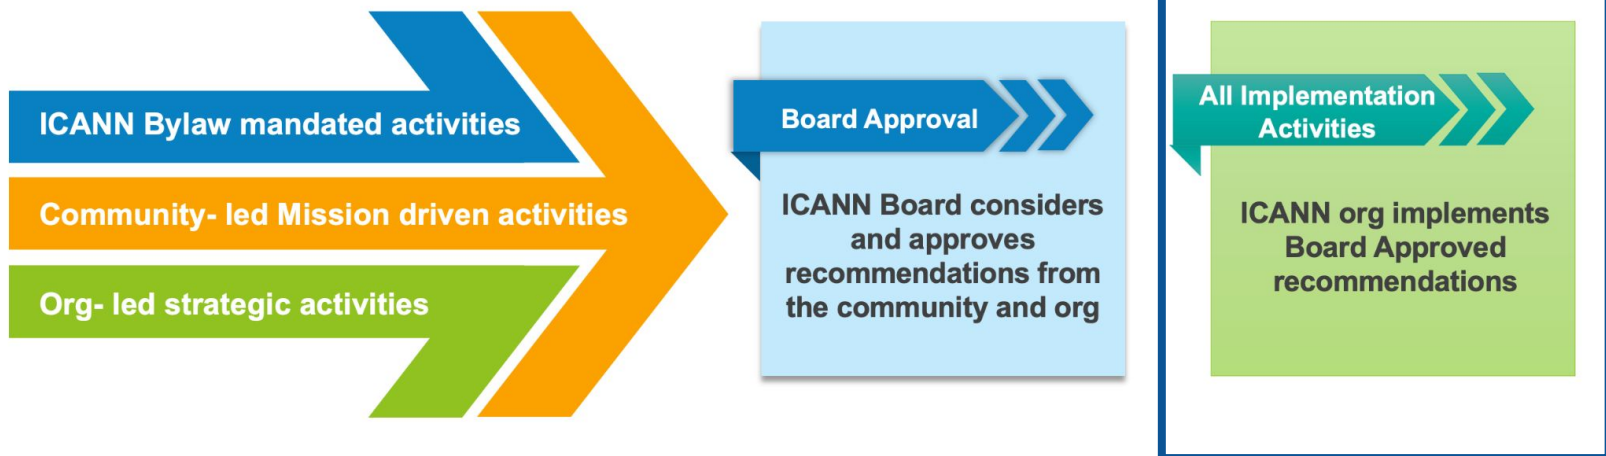 ICANN Bylaw mandated activities
Community- led Mission driven activities
Org- led strategic activities
Board Approval
ICANN Board considers
and approves
recommendations from
the community and org
All Implementation
Activities
ICANN org implements
Board Approved
recommendations